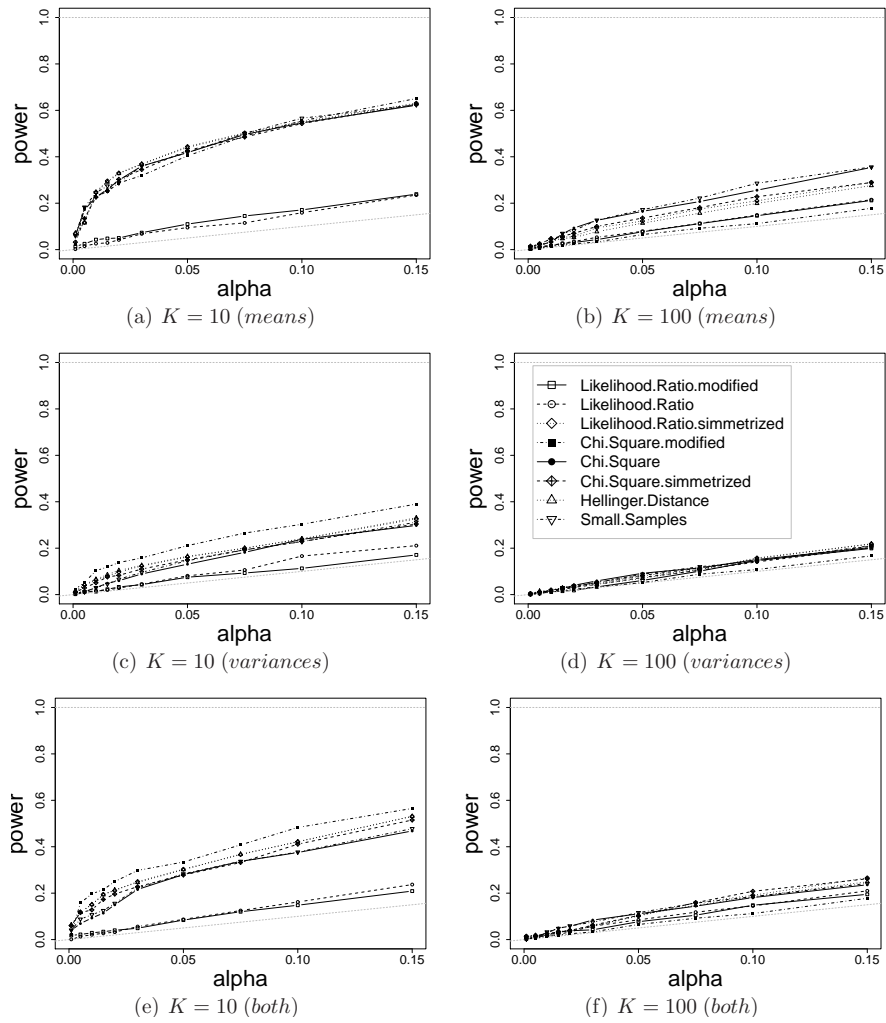 1.0
0.8
0.6
0.4
0.2
0.0
power
0.00 0.05 0.10 0.15
alpha
(a) K = 10 (means)
1.0
0.8
0.6
0.4
0.2
0.0
power
0.00 0.05 0.10 0.15
alpha
(b) K = 100 (means)
1.0
0.8
0.6
0.4
0.2
0.0
power
0.00 0.05 0.10 0.15
alpha
(c) K = 10 (variances)
1.0
0.8
0.6
0.4
0.2
0.0
power
Likelihood.Ratio.modified
Likelihood.Ratio
Likelihood.Ratio.simmetrized
Chi.Square.modified
Chi.Square
Chi.Square.simmetrized
Hellinger.Distance
Small.Samples
0.00 0.05 0.10 0.15
alpha
(d) K = 100 (variances)
1.0
0.8
0.6
0.4
0.2
0.0
power
0.00 0.05 0.10 0.15
alpha
(e) K = 10 (both)
1.0
0.8
0.6
0.4
0.2
0.0
power
0.00 0.05 0.10 0.15
alpha
(f) K = 100 (both)